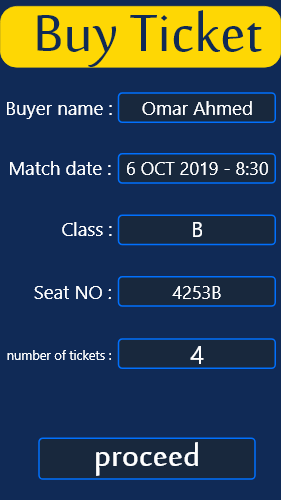 Buy Ticket
Buyer name : Omar Ahmed
Match date : 6 OCT 2019 - 8:30
Class : B
Seat NO : 4253B
number of tickets : 4
proceed